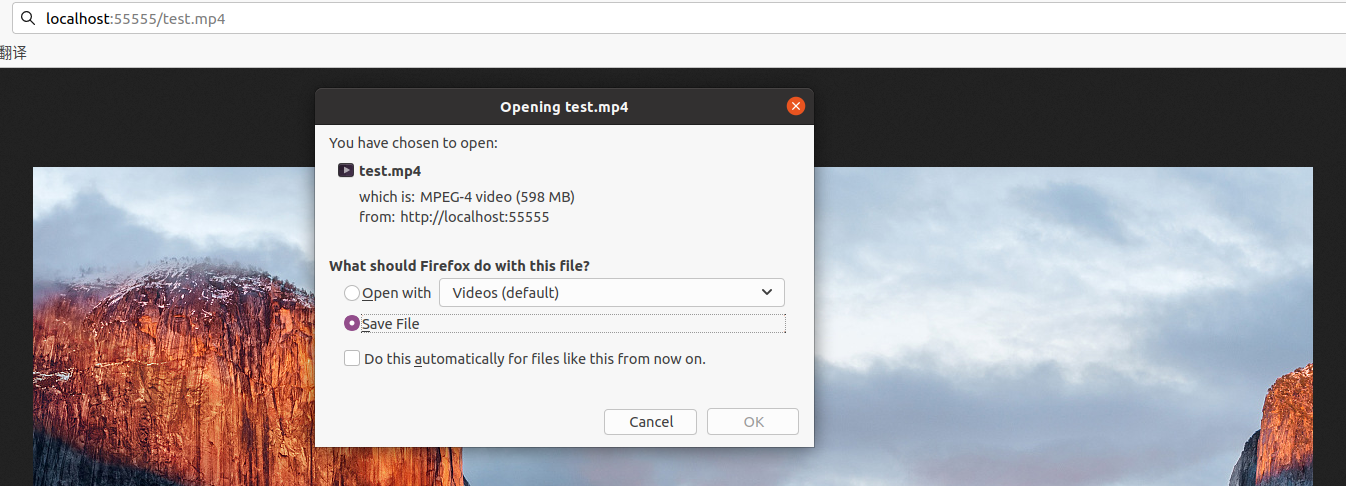 localhost:55555/test.mp4
翻译
Opening test.mp4
You have chosen to open:
test.mp4
which is: MPEG-4 video (598 MB)
from: http://localhost:55555
What should Firefox do with this file?
Open with Videos (default)
Save File
Do this automatically for files like this from now on.
Cancel OK